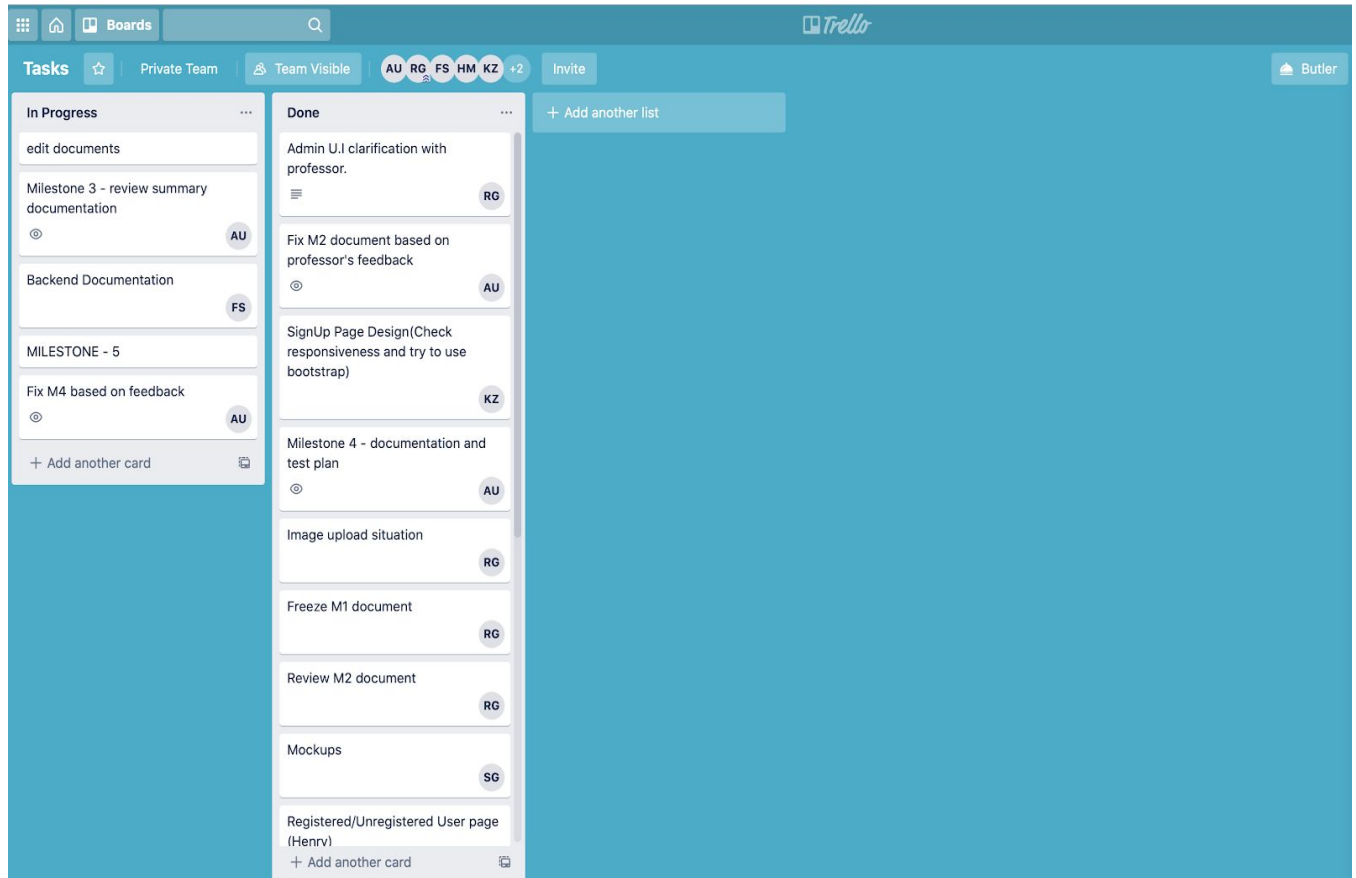 Boards
Trello
Tasks
Private Team
Team Visible
AU RG FS HM KZ +2
Invite
Butler
In Progress
edit documents
Milestone 3 - review summary
documentation
AU
Backend Documentation
FS
MILESTONE - 5
Fix M4 based on feedback
AU
+ Add another card
Done
Admin U.I clarification with
professor.
RG
Fix M2 document based on
professor's feedback
AU
SignUp Page Design(Check
responsiveness and try to use
bootstrap)
KZ
Milestone 4 - documentation and
test plan
AU
Image upload situation
RG
Freeze M1 document
RG
Review M2 document
RG
Mockups
SG
Registered/Unregistered User page
(Henry)
+ Add another card
+ Add another list